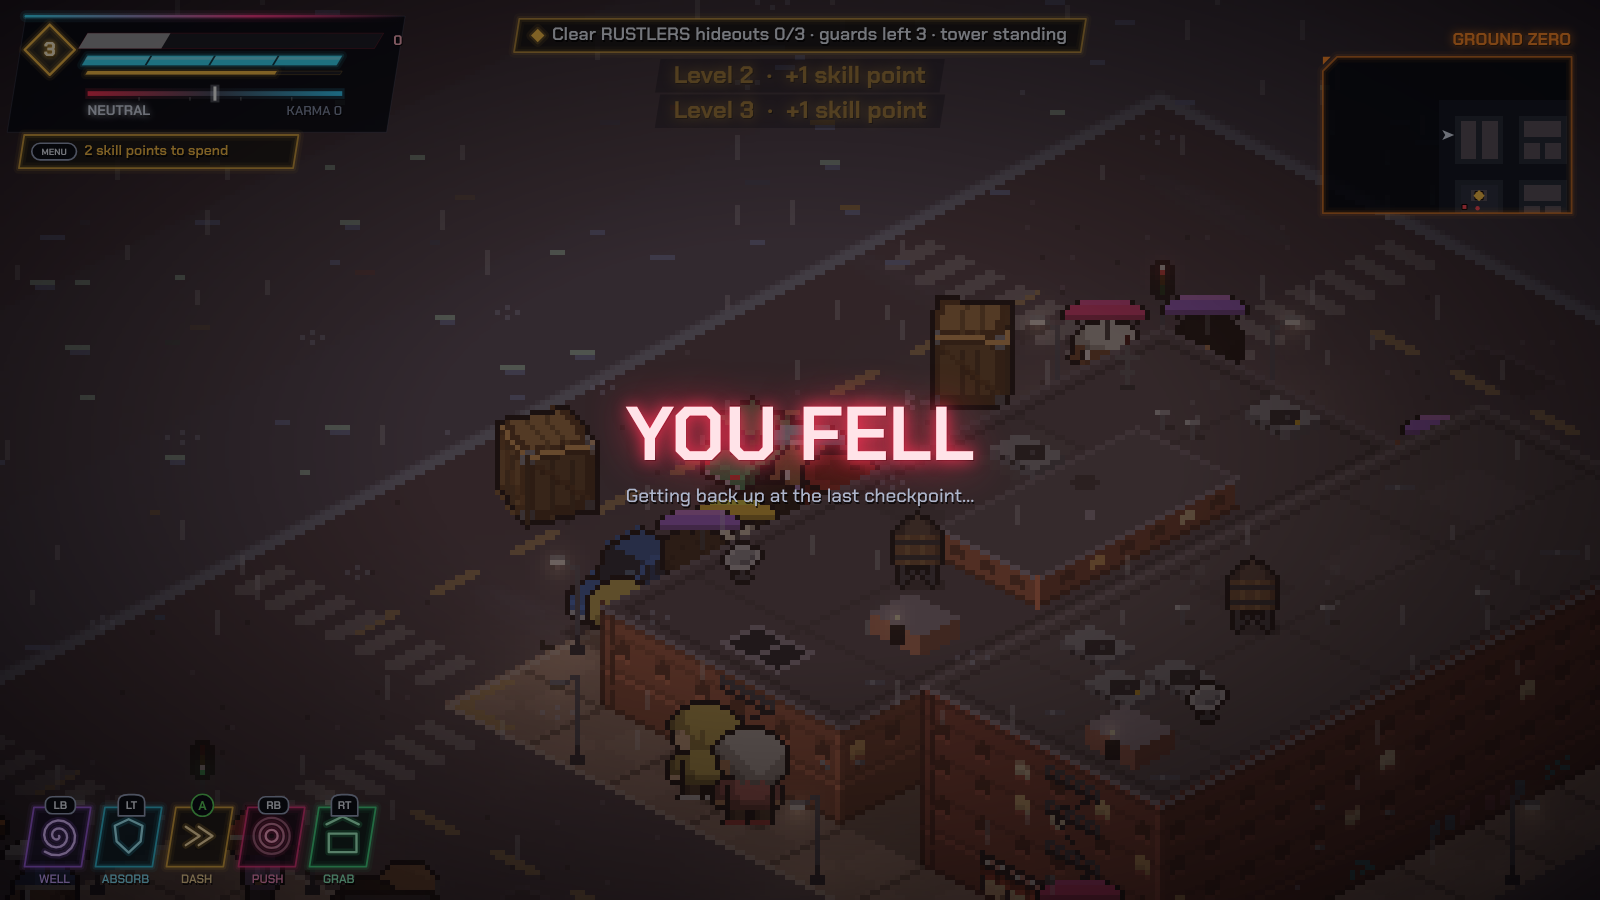 3
0
NEUTRAL
KARMA 0
MENU
2 skill points to spend
Clear RUSTLERS hideouts 0/3 · guards left 3 · tower standing
Level 2 · +1 skill point
Level 3 · +1 skill point
GROUND ZERO
YOU FELL
Getting back up at the last checkpoint...
LB
LT
A
RB
RT
WELL
ABSORB
DASH
PUSH
GRAB